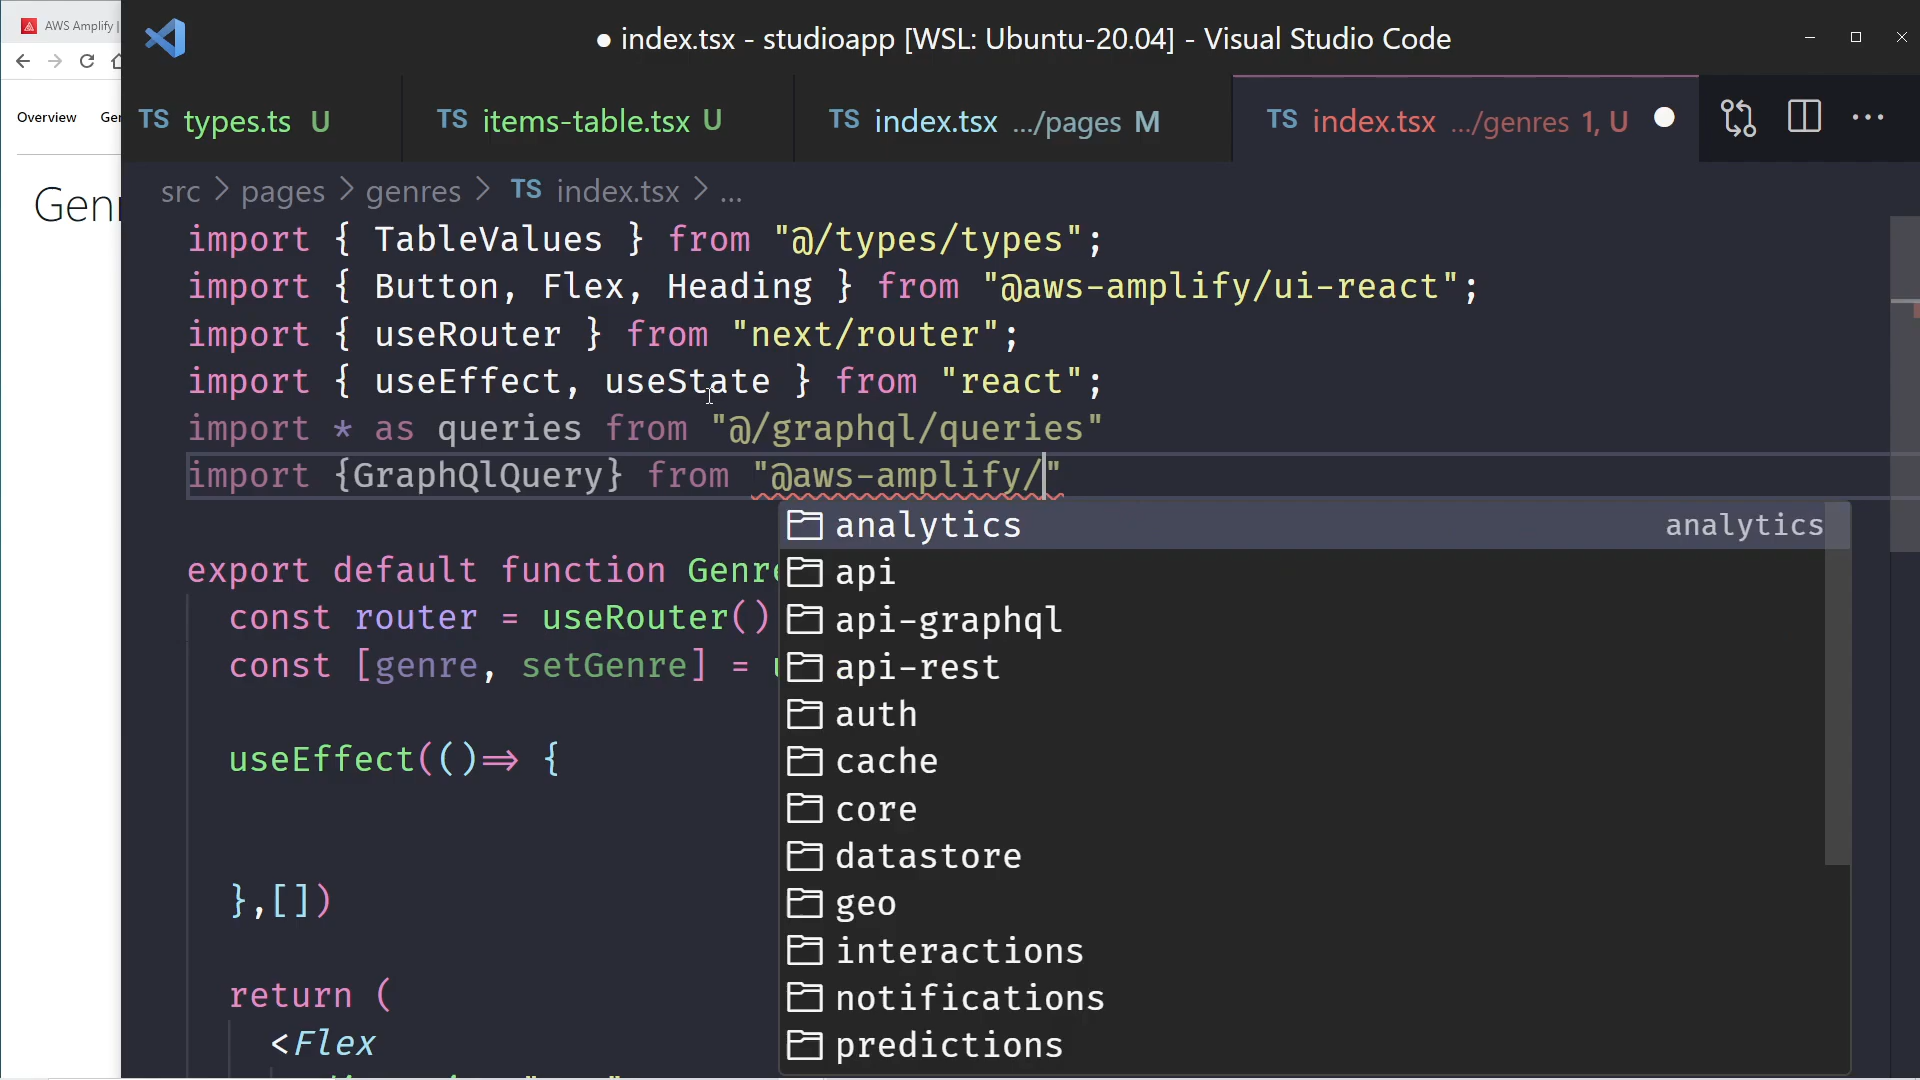 AWS Amplify |
index.tsx - studioapp [WSL: Ubuntu-20.04] - Visual Studio Code
Overview
TS types.ts U
TS items-table.tsx U
TS index.tsx .../pages M
TS index.tsx .../genres 1, U
src > pages > genres > TS index.tsx > ...
import { TableValues } from "@/types/types";
import { Button, Flex, Heading } from "@aws-amplify/ui-react";
import { useRouter } from "next/router";
import { useEffect, useState } from "react";
import * as queries from "@/graphql/queries"
import {GraphQlQuery} from "@aws-amplify/"
analytics analytics
api
api-graphql
api-rest
auth
cache
core
datastore
geo
interactions
notifications
predictions
export default function Genre
const router = useRouter()
const [genre, setGenre] = u
useEffect(()=> {
},[])
return (
<Flex